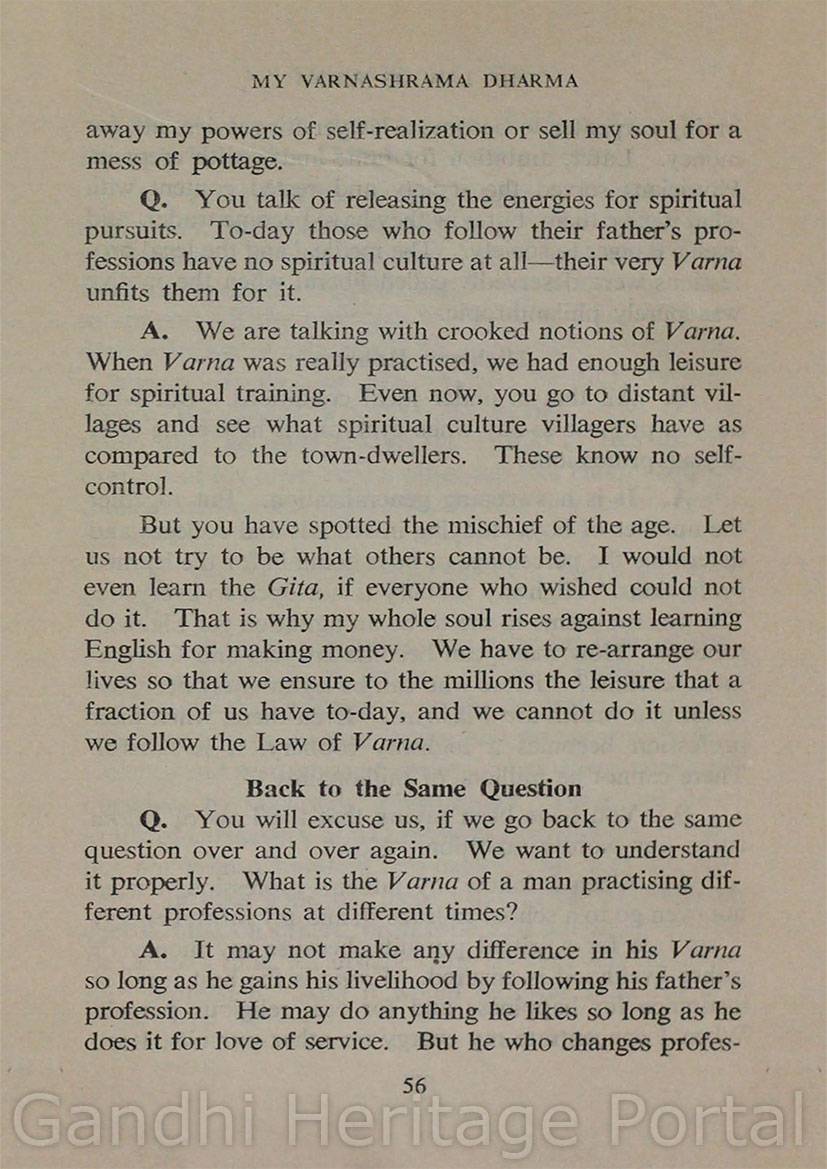 MY VARNASHRAMA DHARMA
away my powers of self-realization or sell my soul for a
mess of pottage.
Q. You talk of releasing the energies for spiritual
pursuits. To-day those who follow their father's pro-
fessions have no spiritual culture at all—their very Varna
unfits them for it.
A. We are talking with crooked notions of Varna.
When Varna was really practised, we had enough leisure
for spiritual training. Even now, you go to distant vil-
lages and see what spiritual culture villagers have as
compared to the town-dwellers. These know no self-
control.
But you have spotted the mischief of the age. Let
us not try to be what others cannot be. I would not
even learn the Gita, if everyone who wished could not
do it. That is why my whole soul rises against learning
English for making money. We have to re-arrange our
lives so that we ensure to the millions the leisure that a
fraction of us have to-day, and we cannot do it unless
we follow the Law of Varna.
Back to the Same Question
Q. You will excuse us, if we go back to the same
question over and over again. We want to understand
it properly. What is the Varna of a man practising dif-
ferent professions at different times?
A. It may not make any difference in his Varna
so long as he gains his livelihood by following his father's
profession. He may do anything he likes so long as he
does it for love of service. But he who changes profes-
56
Gandhi Heritage Portal